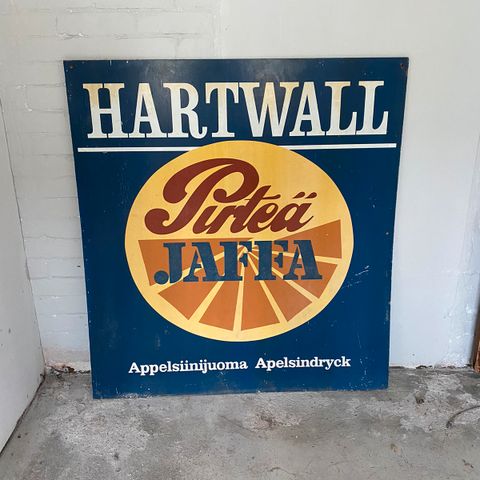 HARTWALL
Pirteä
JAFFA
Appelsiinijuoma Apelsindryck